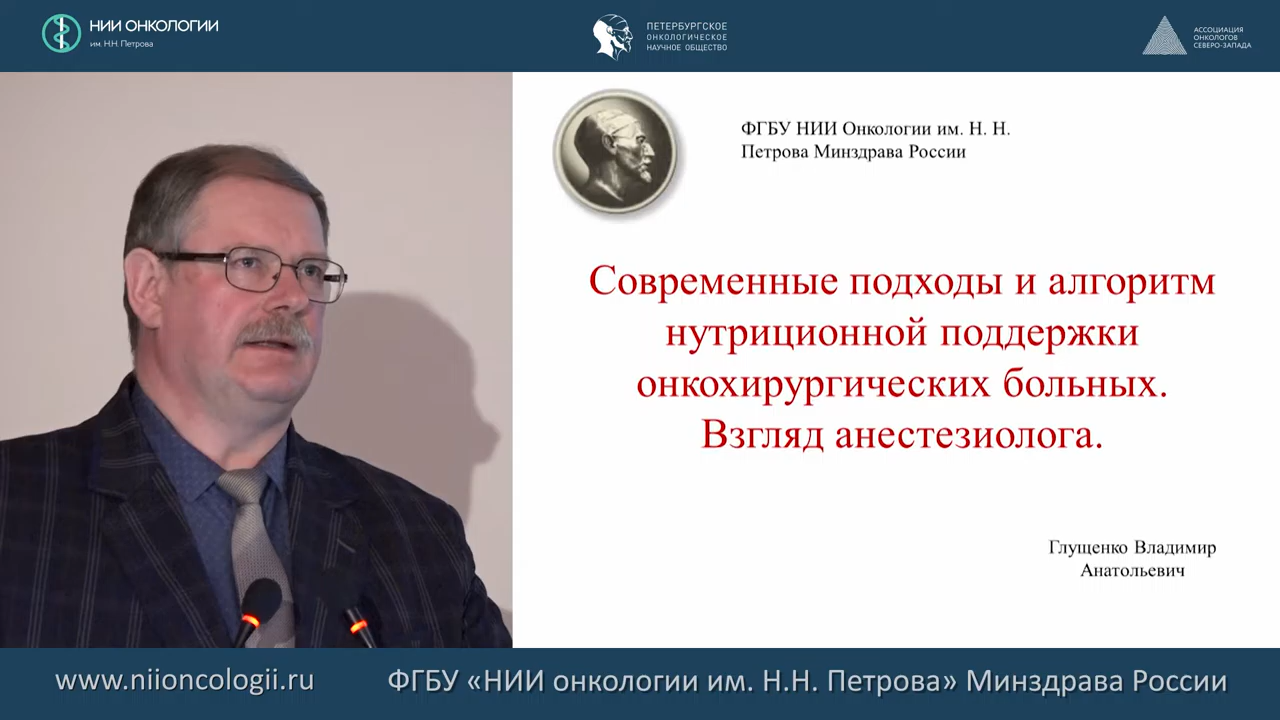 НИИ ОНКОЛОГИИ
им. Н.Н. Петрова
ПЕТЕРБУРГСКОЕ
ОНКОЛОГИЧЕСКОЕ
НАУЧНОЕ ОБЩЕСТВО
АССОЦИАЦИЯ
ОНКОЛОГОВ
СЕВЕРО-ЗАПАДА
ФГБУ НИИ Онкологии им. Н. Н.
Петрова Минздрава России
Современные подходы и алгоритм
нутриционной поддержки
онкохирургических больных.
Взгляд анестезиолога.
Глущенко Владимир
Анатольевич
www.niioncologii.ru
ФГБУ «НИИ онкологии им. Н.Н. Петрова» Минздрава России